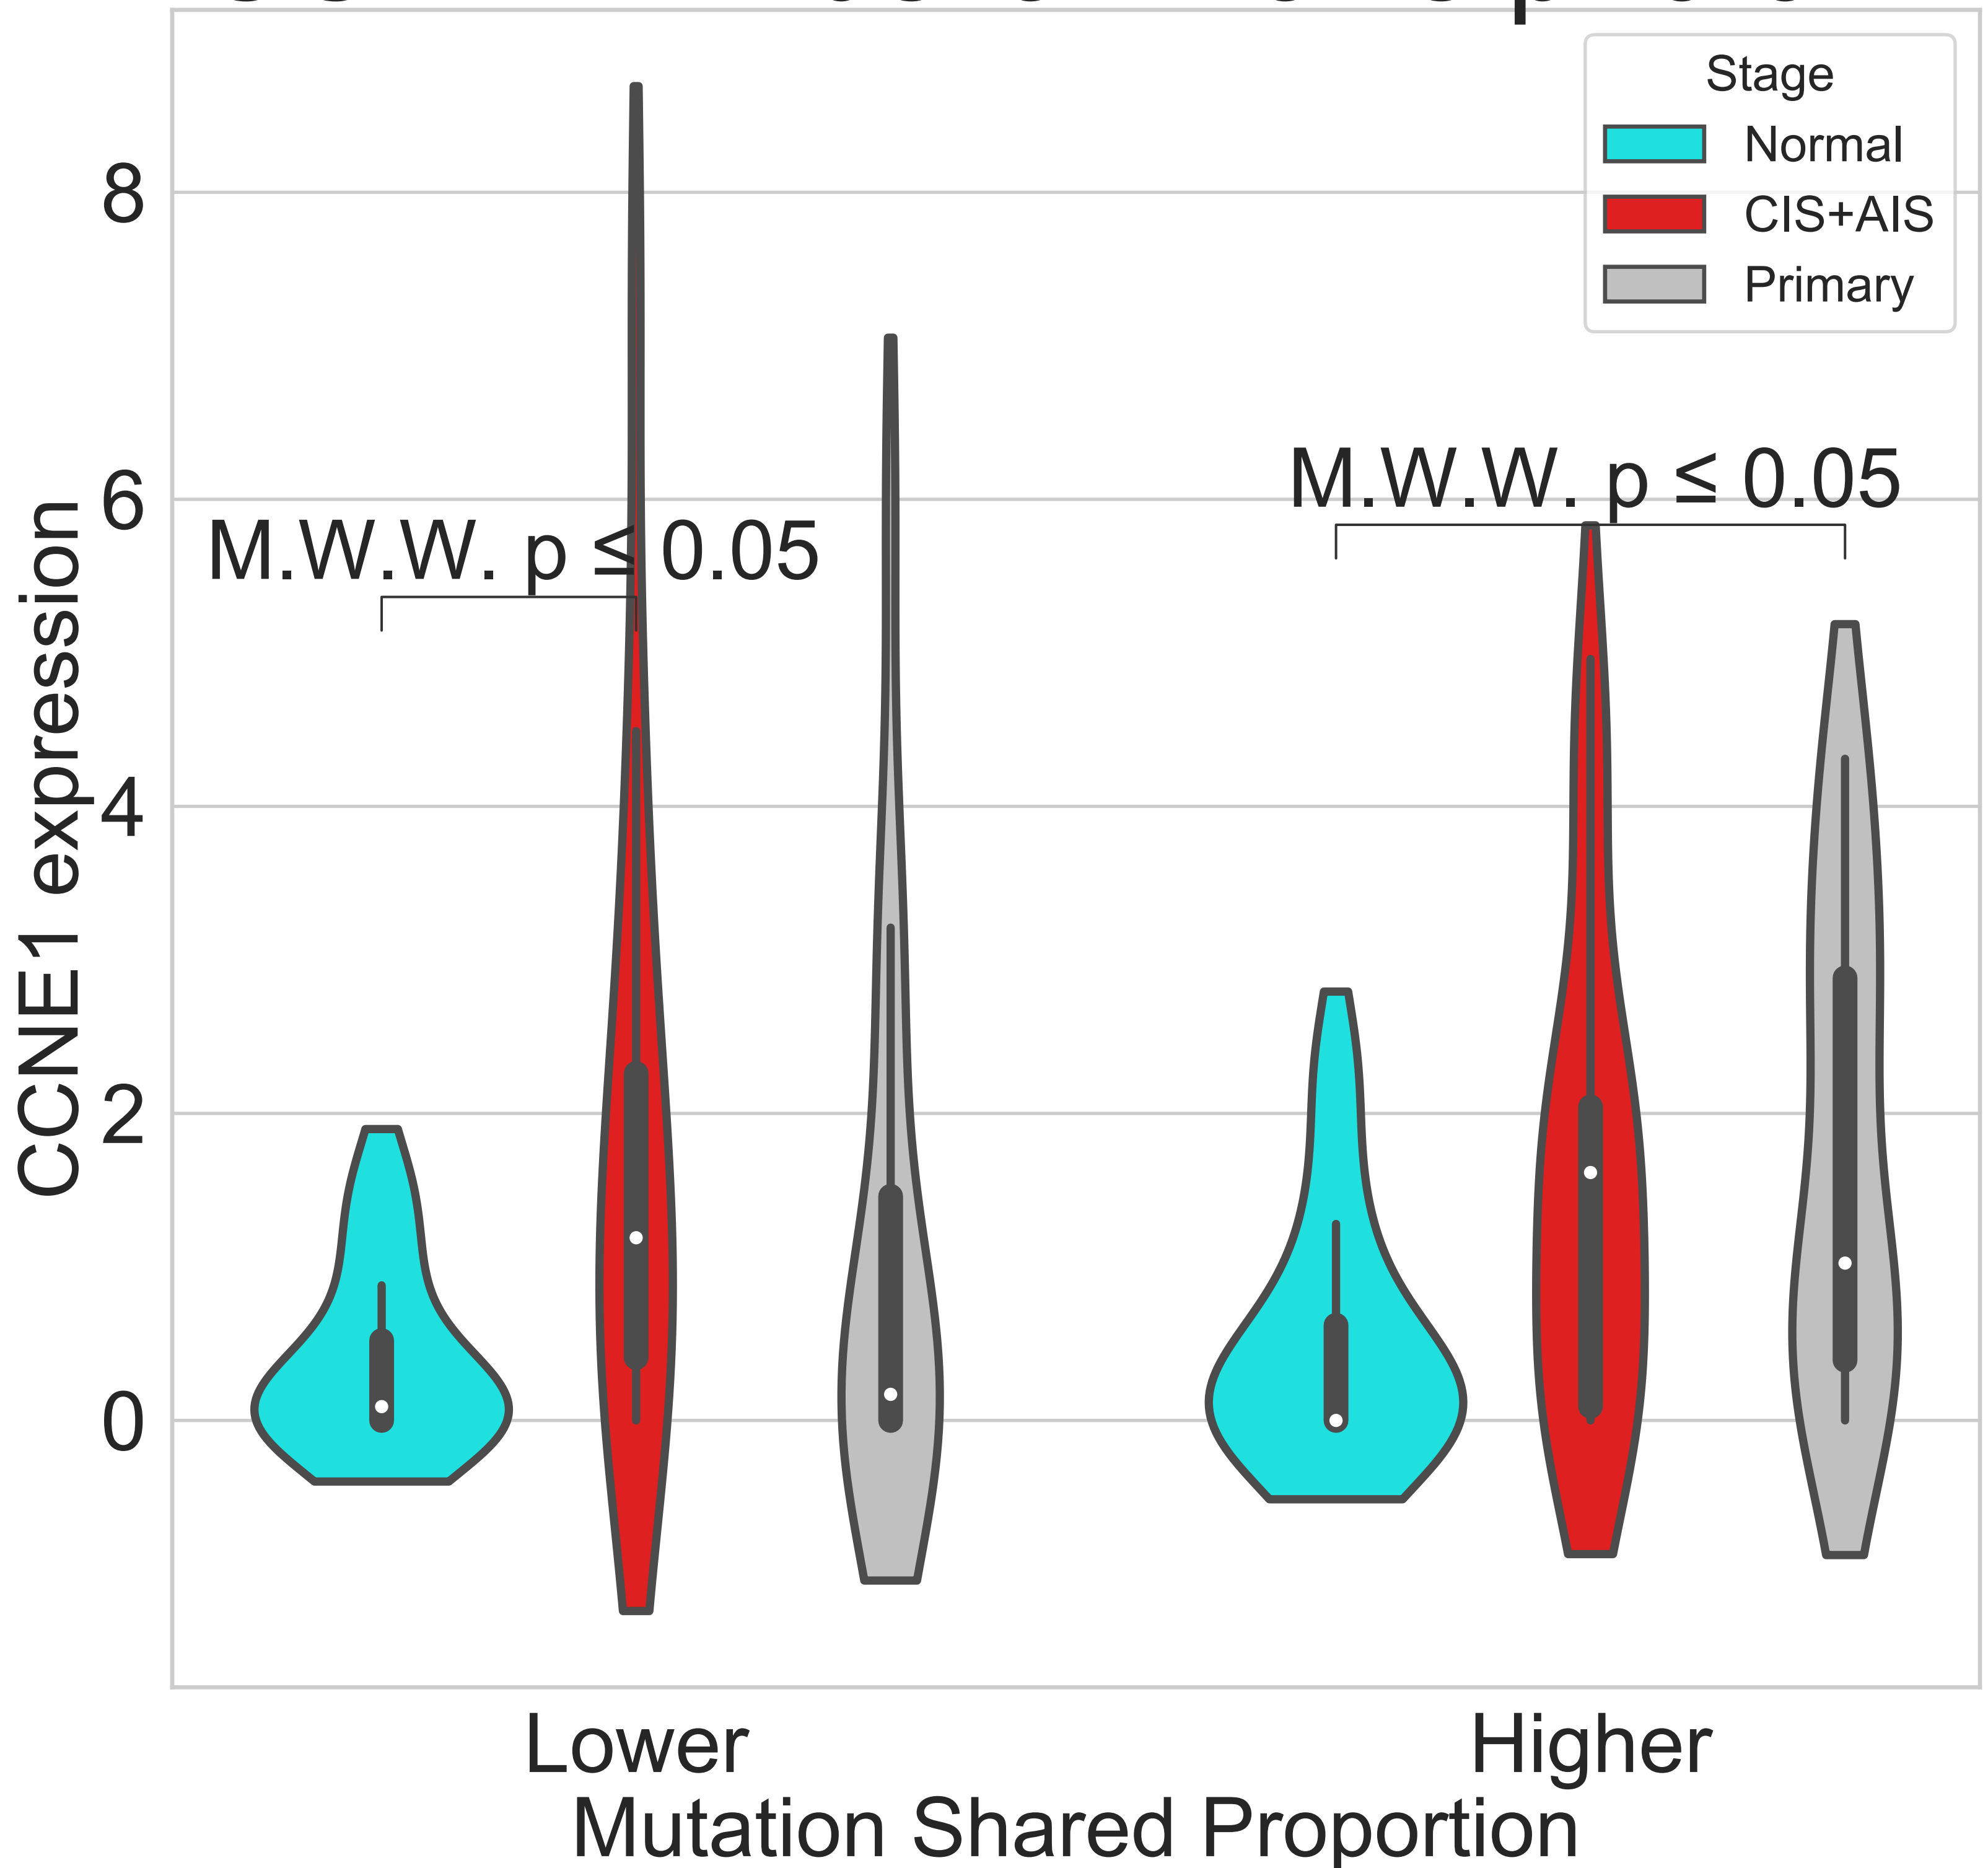 Stage
Normal
CIS+AIS
Primary
8
6
4
2
0
CCNE1 expression
M.W.W. p ≤ 0.05
M.W.W. p ≤ 0.05
Lower
Higher
Mutation Shared Proportion